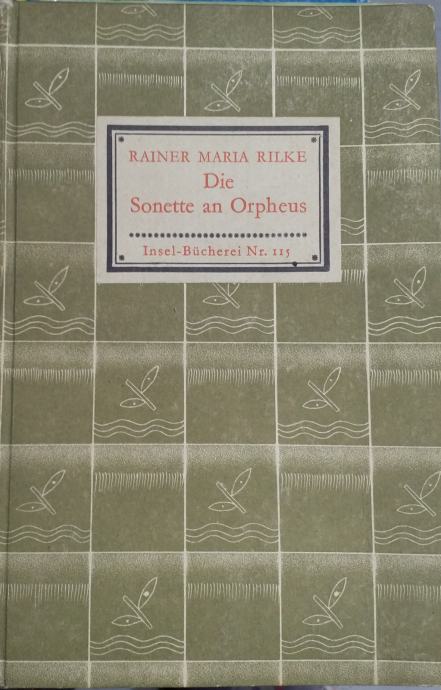 RAINER MARIA RILKE
Die
Sonette an Orpheus
Insel-Bücherei Nr. 115